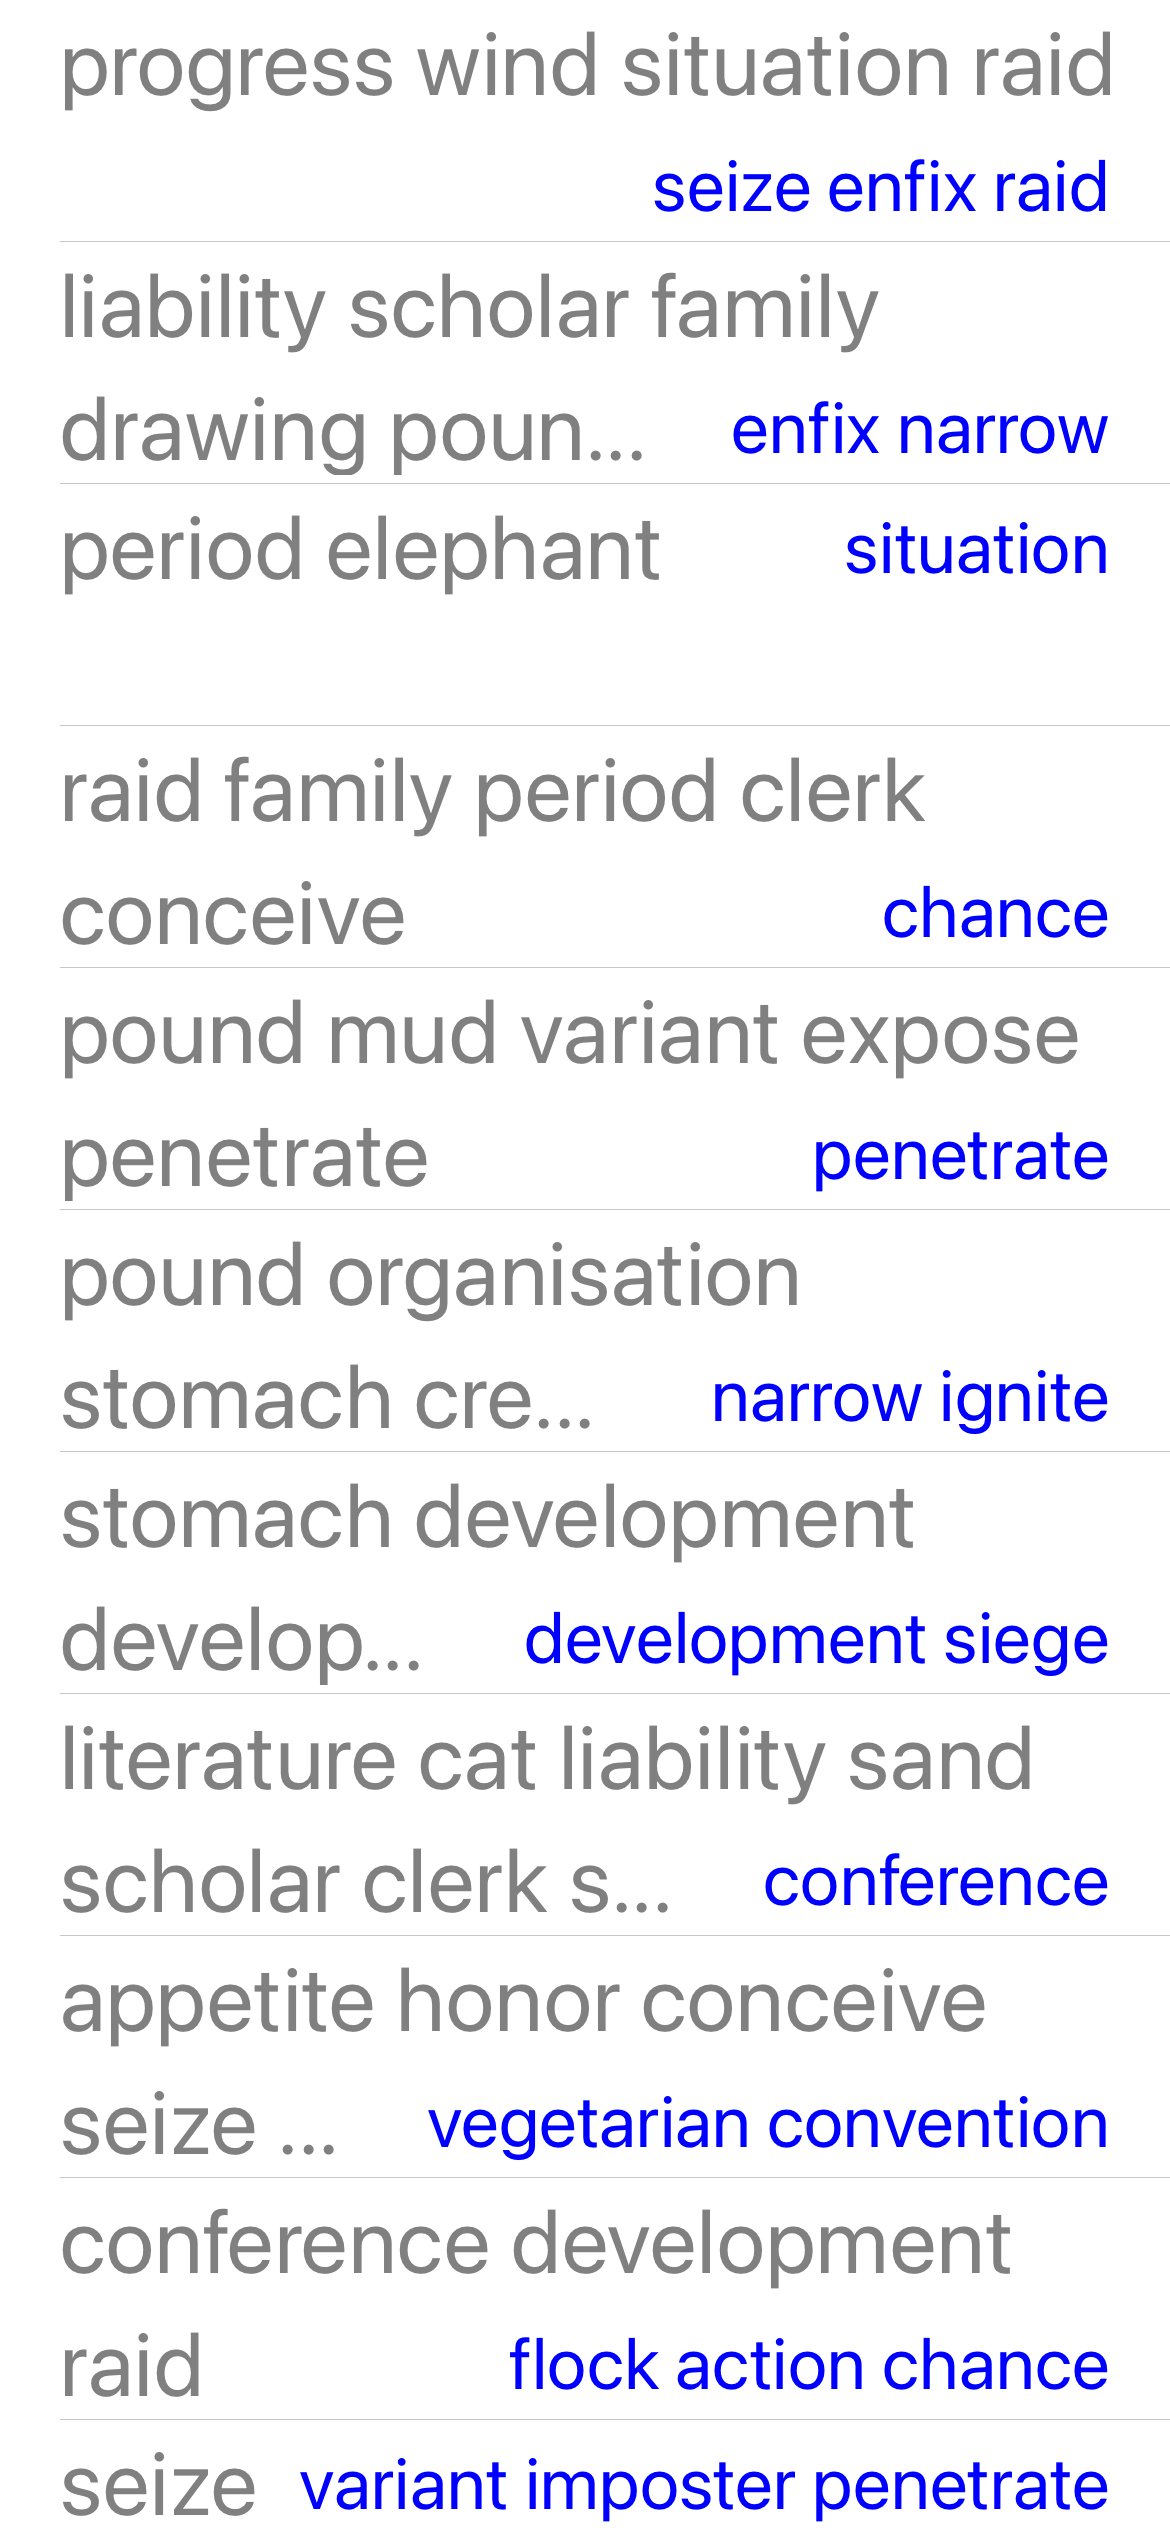 progress wind situation raid
seize enfix raid
liability scholar family
drawing poun... enfix narrow
period elephant situation
raid family period clerk
conceive chance
pound mud variant expose
penetrate penetrate
pound organisation
stomach cre... narrow ignite
stomach development
develop... development siege
literature cat liability sand
scholar clerk s... conference
appetite honor conceive
seize ... vegetarian convention
conference development
raid flock action chance
seize variant imposter penetrate